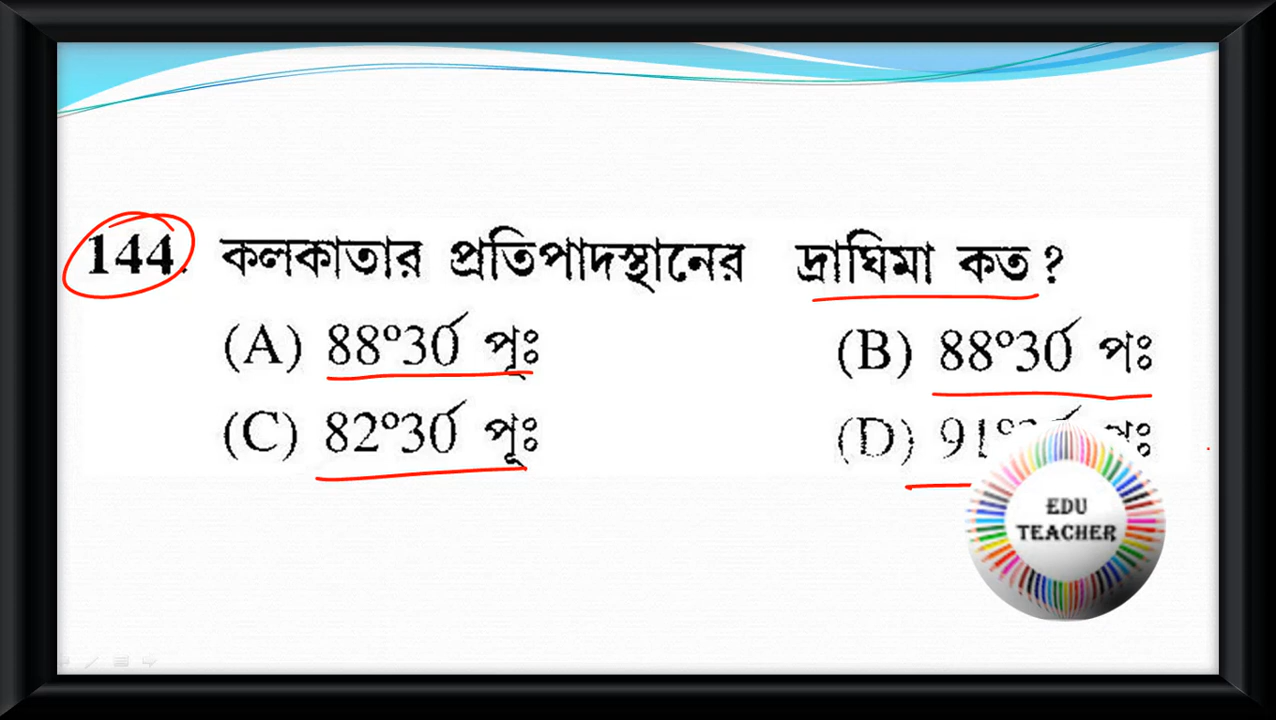 144. কলকাতার প্রতিপাদস্থানের দ্রাঘিমা কত?
(A) 88°30′ পূঃ (B) 88°30′ পঃ
(C) 82°30′ পূঃ (D)
EDU
TEACHER